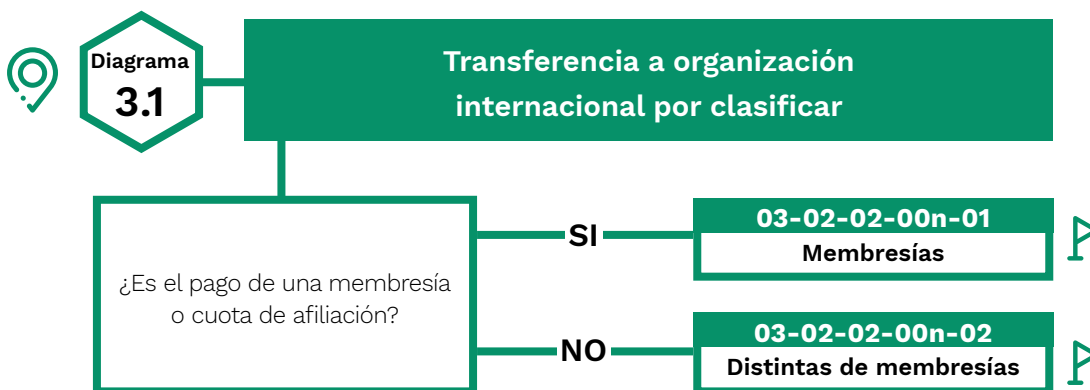 Diagrama
3.1
Transferencia a organización
internacional por clasificar
¿Es el pago de una membresía
o cuota de afiliación?
SI
03-02-02-00n-01
Membresías
NO
03-02-02-00n-02
Distintas de membresías